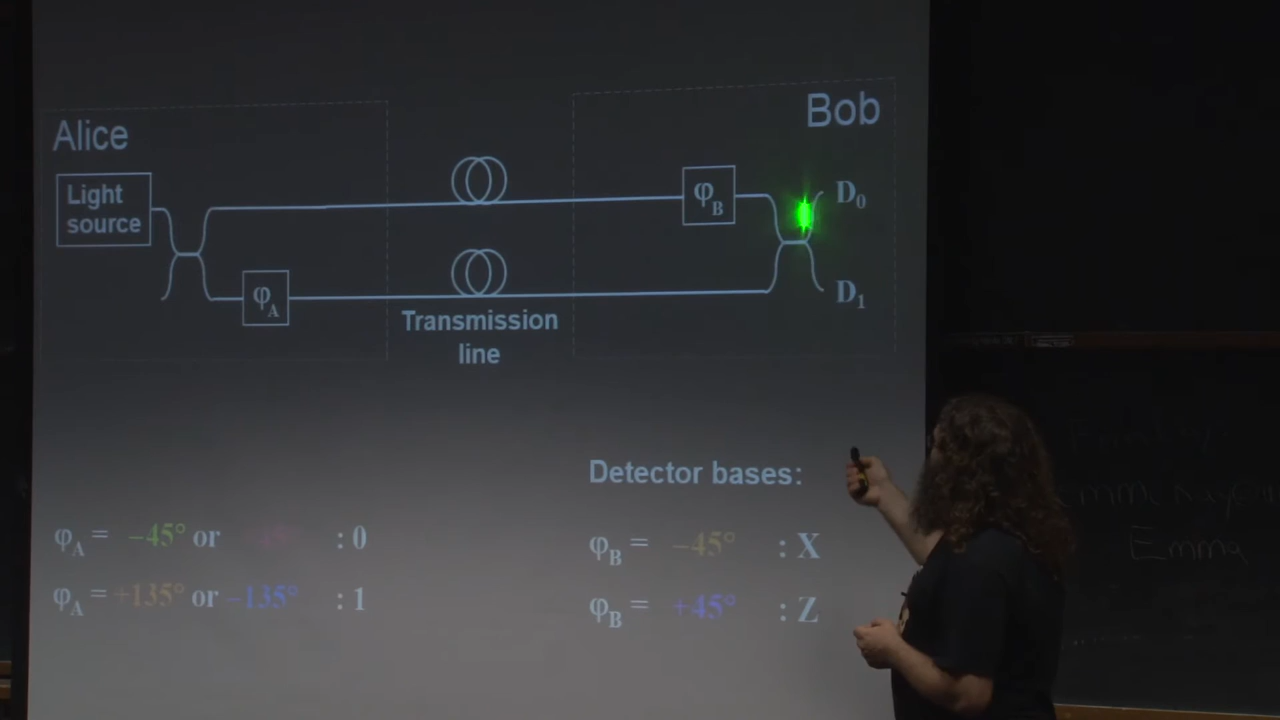 Alice
Bob
Light
source
φA
φB
D0
D1
Transmission
line
Detector bases:
φA = −45° or : 0
φA = +135° or −135° : 1
φB = −45° : X
φB = +45° : Z
Emma